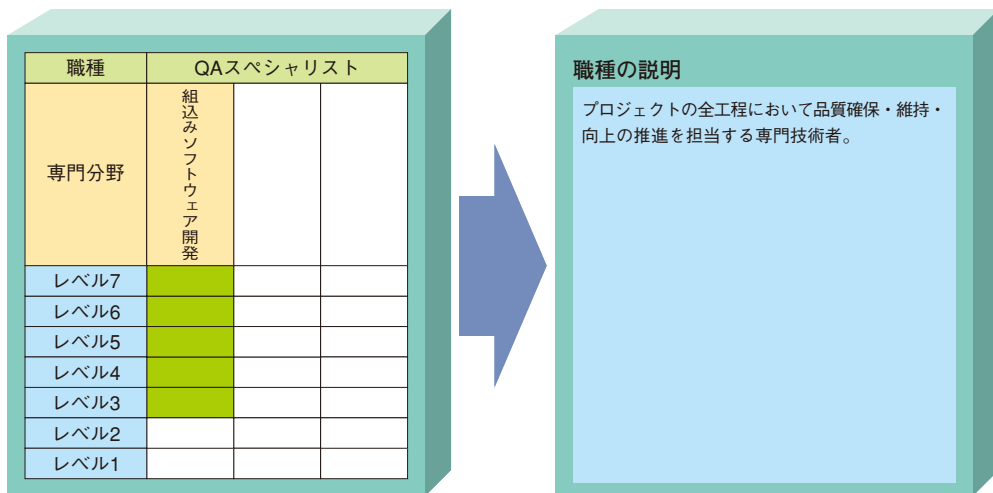 職種
QAスペシャリスト
専門分野
組込みソフトウェア開発
レベル7
レベル6
レベル5
レベル4
レベル3
レベル2
レベル1
職種の説明
プロジェクトの全工程において品質確保・維持・
向上の推進を担当する専門技術者。